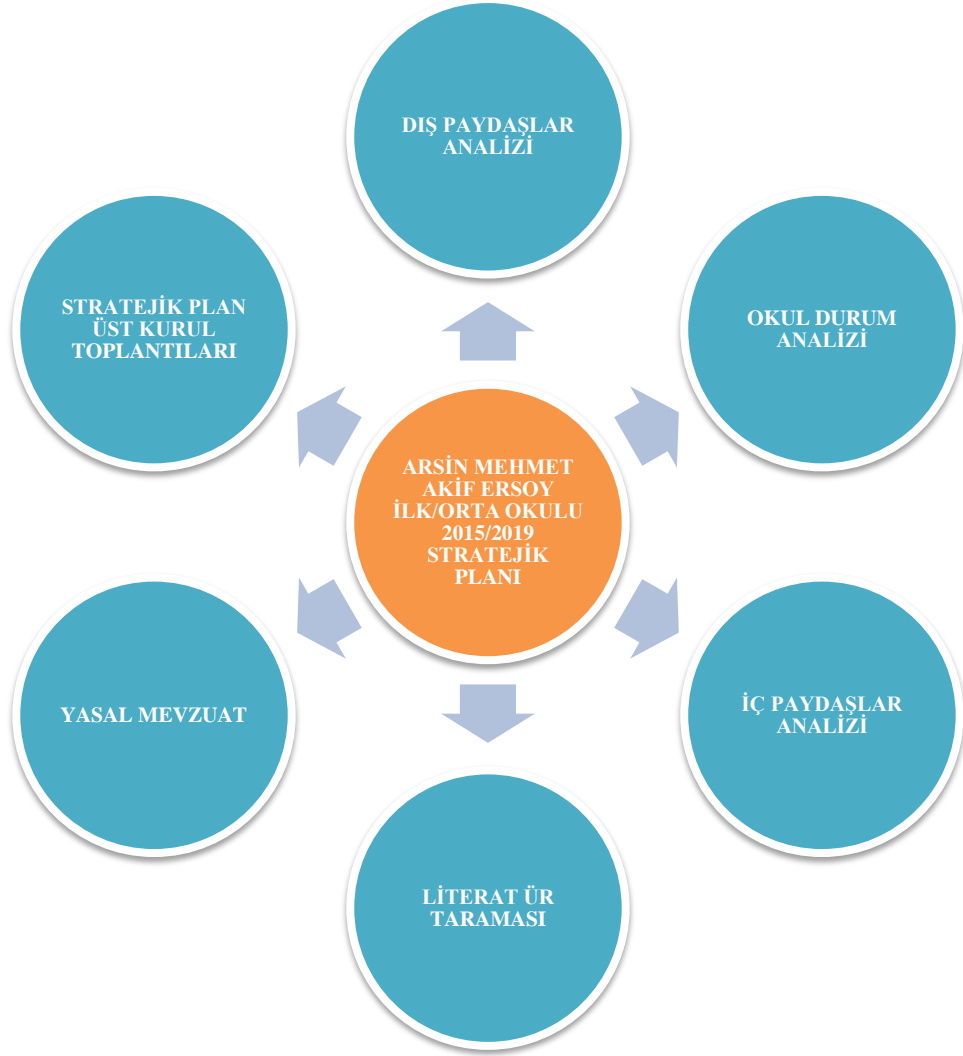 DIŞ PAYDAŞLAR
ANALİZİ
STRATEJİK PLAN
ÜST KURUL
TOPLANTILARI
OKUL DURUM
ANALİZİ
ARSİN MEHMET
AKİF ERSOY
İLK/ORTA OKULU
2015/2019
STRATEJİK
PLANI
YASAL MEVZUAT
İÇ PAYDAŞLAR
ANALİZİ
LİTERAT ÜR
TARAMASI